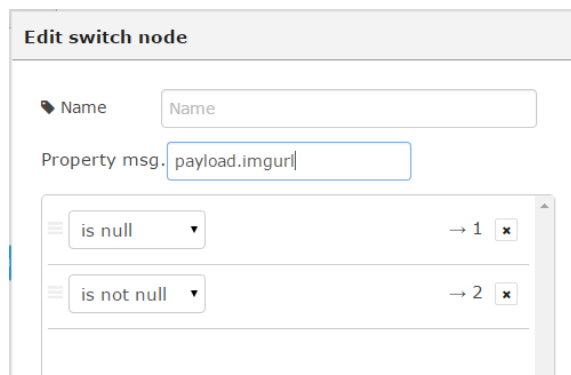 Edit switch node
Name Name
Property msg. payload.imgurl
is null → 1 ×
is not null → 2 ×